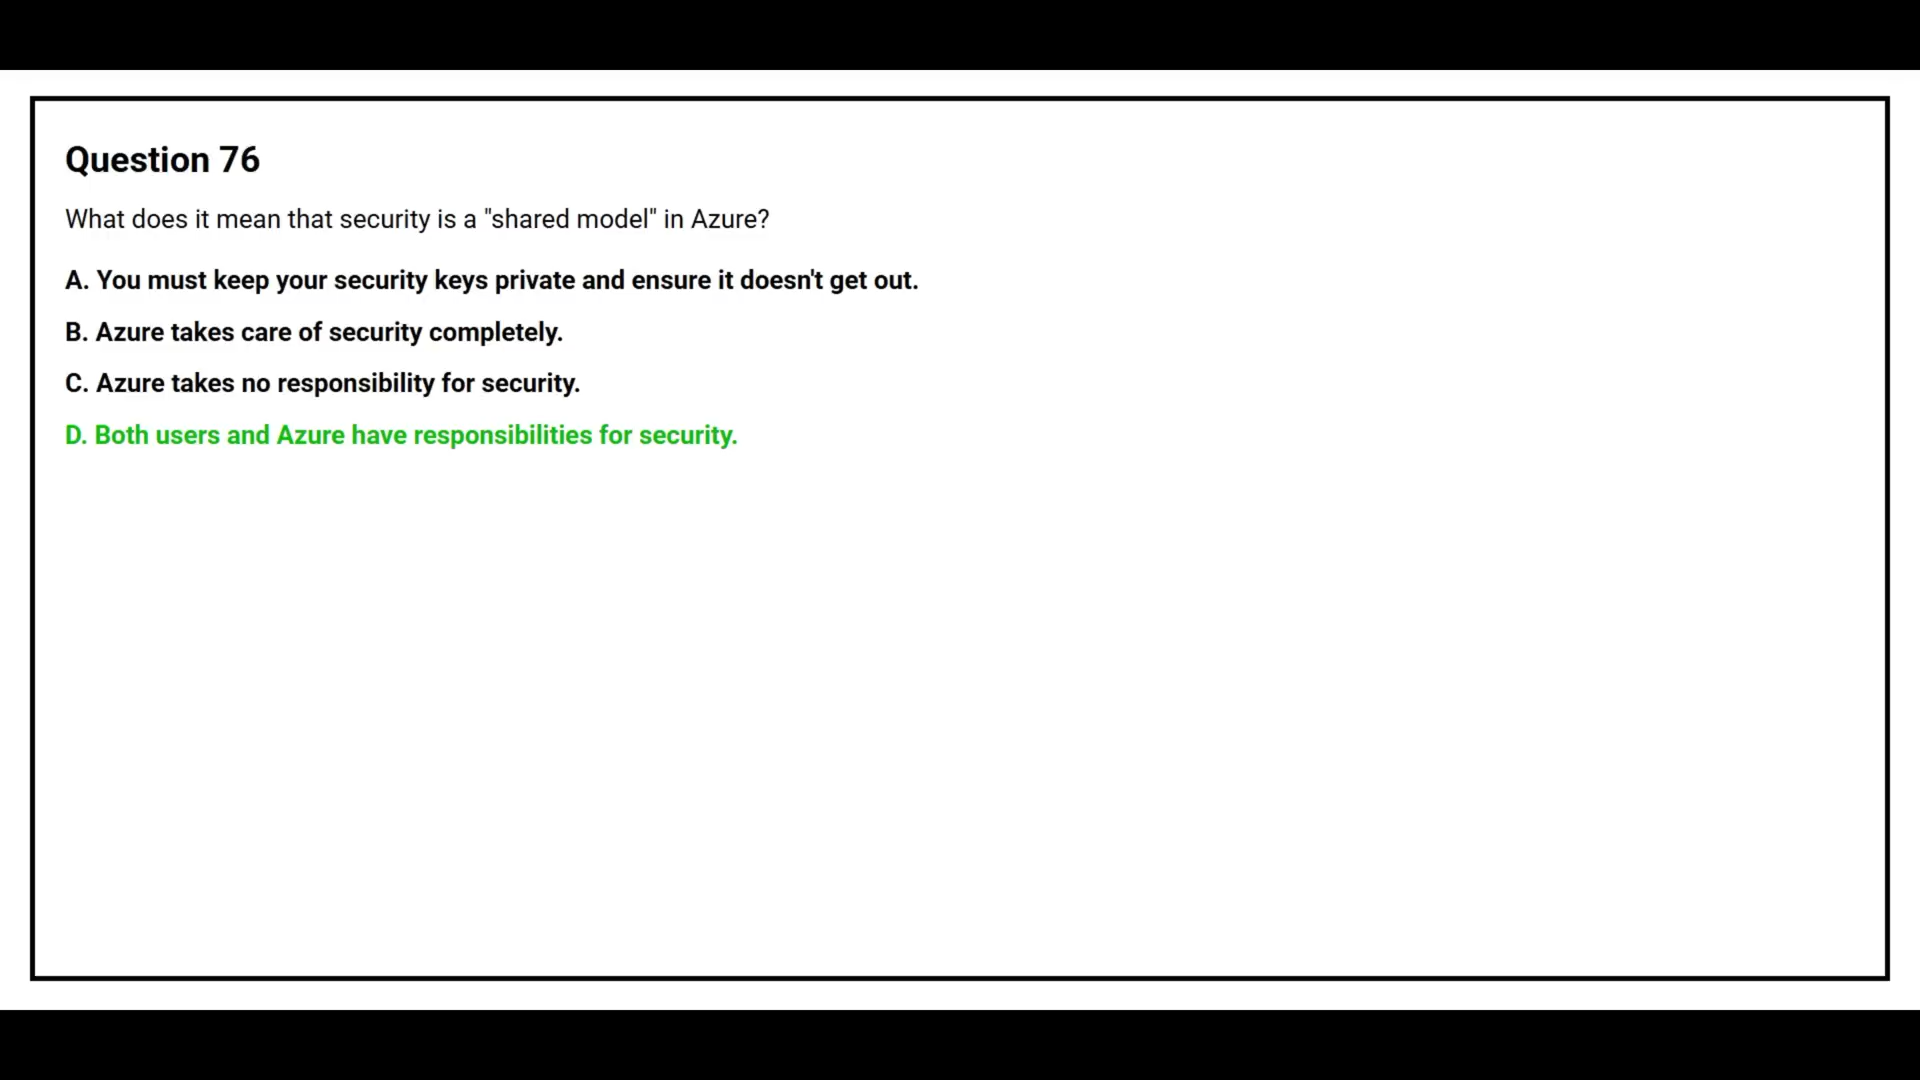 Question 76
What does it mean that security is a "shared model" in Azure?
A. You must keep your security keys private and ensure it doesn't get out.
B. Azure takes care of security completely.
C. Azure takes no responsibility for security.
D. Both users and Azure have responsibilities for security.